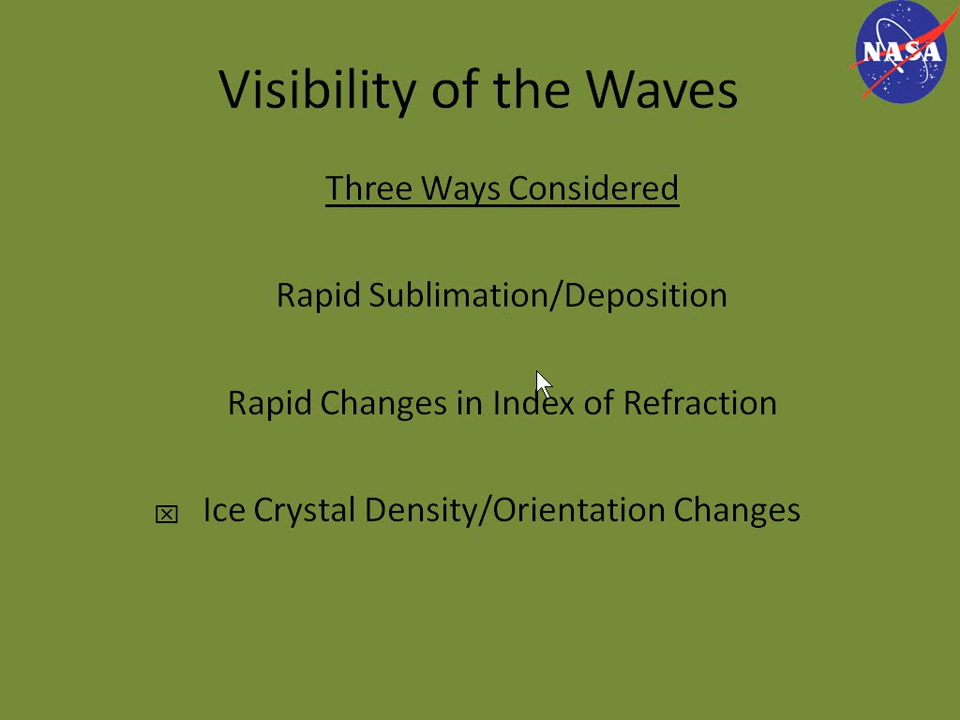 NASA
Visibility of the Waves
Three Ways Considered
Rapid Sublimation/Deposition
Rapid Changes in Index of Refraction
☒ Ice Crystal Density/Orientation Changes